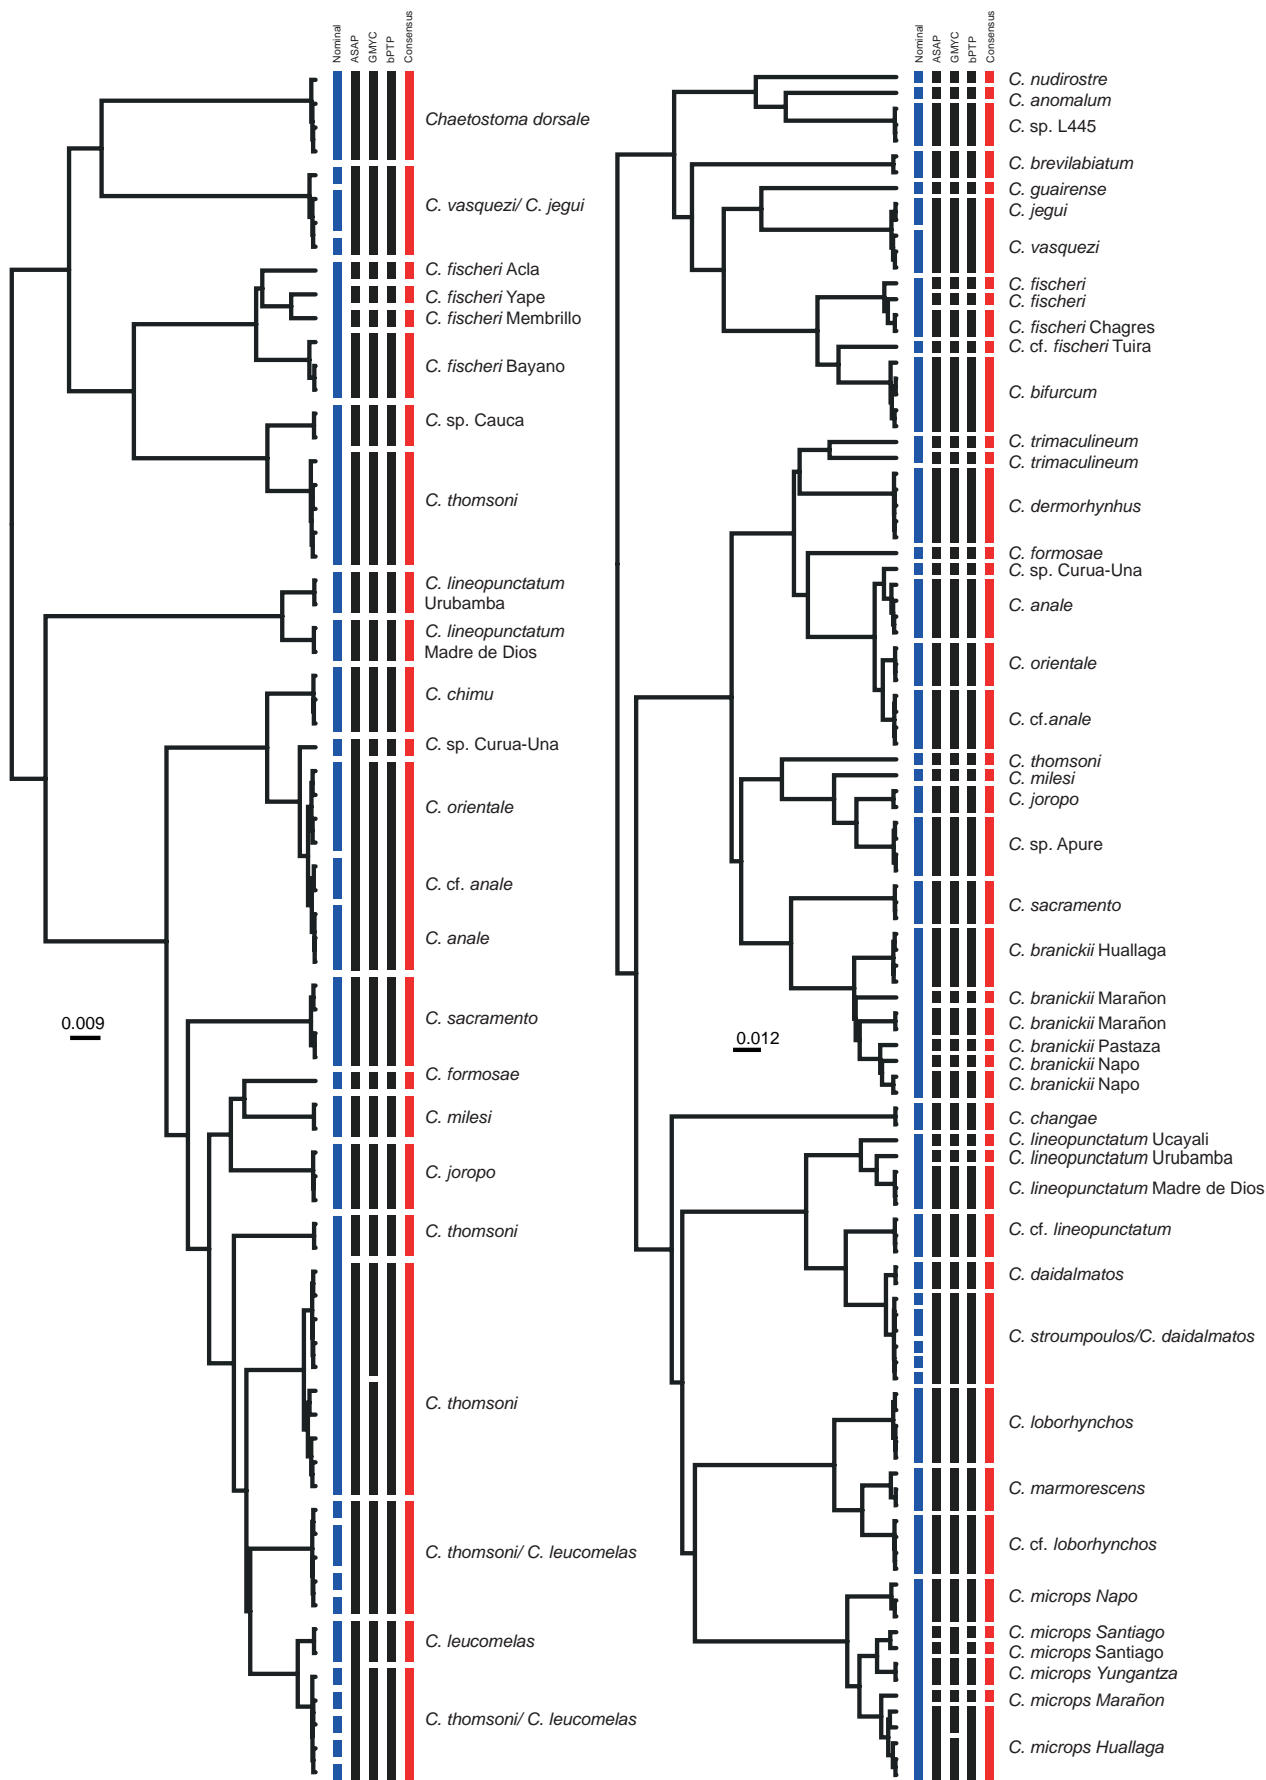 Nominal
ASAP
GMYC
bPTP
Consensus
Chaetostoma dorsale
C. vasquezi/ C. jegui
C. fischeri Acla
C. fischeri Yape
C. fischeri Membrillo
C. fischeri Bayano
C. sp. Cauca
C. thomsoni
C. lineopunctatum
Urubamba
C. lineopunctatum
Madre de Dios
C. chimu
C. sp. Curua-Una
C. orientale
C. cf. anale
C. anale
C. sacramento
0.009
C. formosae
C. milesi
C. joropo
C. thomsoni
C. thomsoni
C. thomsoni/ C. leucomelas
C. leucomelas
C. thomsoni/ C. leucomelas
Nominal
ASAP
GMYC
bPTP
Consensus
C. nudirostre
C. anomalum
C. sp. L445
C. brevilabiatum
C. guairense
C. jegui
C. vasquezi
C. fischeri
C. fischeri
C. fischeri Chagres
C. cf. fischeri Tuira
C. bifurcum
C. trimaculineum
C. trimaculineum
C. dermorhynhus
C. formosae
C. sp. Curua-Una
C. anale
C. orientale
C. cf.anale
C. thomsoni
C. milesi
C. joropo
C. sp. Apure
C. sacramento
C. branickii Huallaga
C. branickii Marañon
C. branickii Marañon
0.012
C. branickii Pastaza
C. branickii Napo
C. branickii Napo
C. changae
C. lineopunctatum Ucayali
C. lineopunctatum Urubamba
C. lineopunctatum Madre de Dios
C. cf. lineopunctatum
C. daidalmatos
C. stroumpoulos/C. daidalmatos
C. loborhynchos
C. marmorescens
C. cf. loborhynchos
C. microps Napo
C. microps Santiago
C. microps Santiago
C. microps Yungantza
C. microps Marañon
C. microps Huallaga